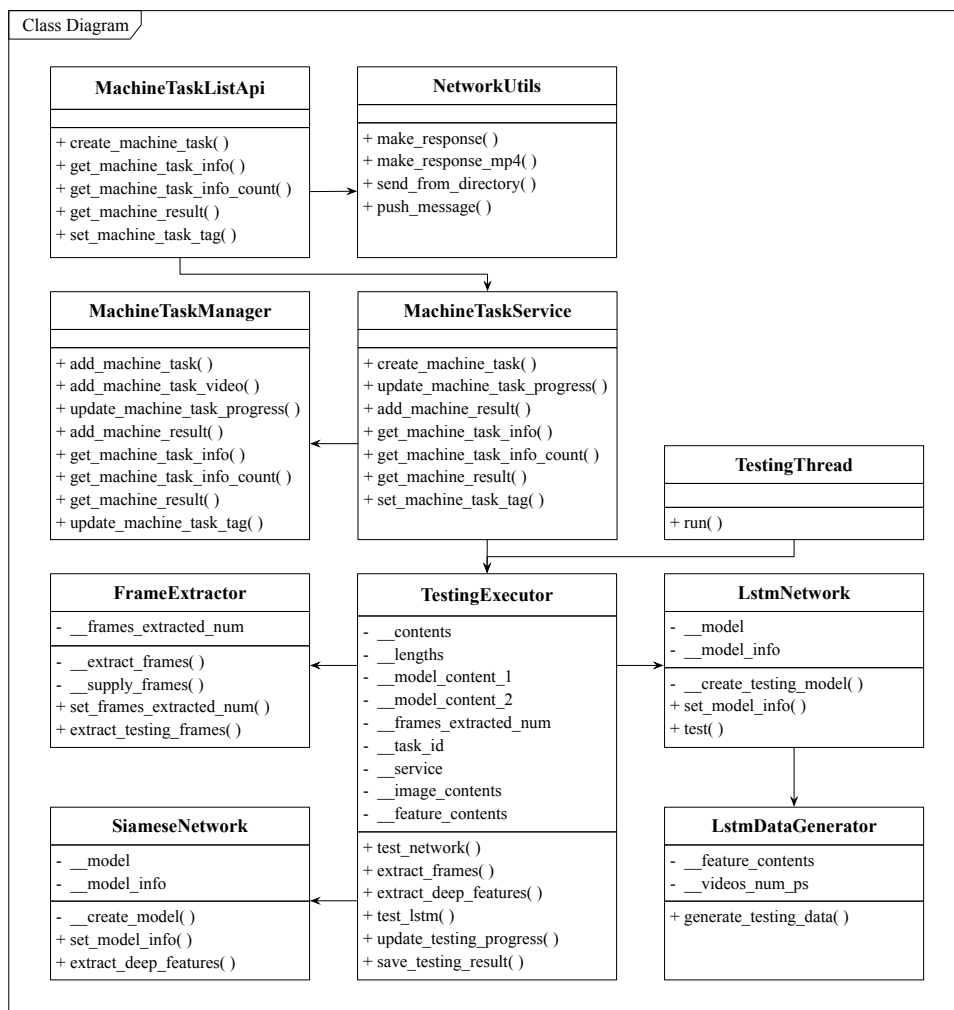 Class Diagram
MachineTaskListApi
+ create_machine_task( )
+ get_machine_task_info( )
+ get_machine_task_info_count( )
+ get_machine_result( )
+ set_machine_task_tag( )
NetworkUtils
+ make_response( )
+ make_response_mp4( )
+ send_from_directory( )
+ push_message( )
MachineTaskManager
+ add_machine_task( )
+ add_machine_task_video( )
+ update_machine_task_progress( )
+ add_machine_result( )
+ get_machine_task_info( )
+ get_machine_task_info_count( )
+ get_machine_result( )
+ update_machine_task_tag( )
MachineTaskService
+ create_machine_task( )
+ update_machine_task_progress( )
+ add_machine_result( )
+ get_machine_task_info( )
+ get_machine_task_info_count( )
+ get_machine_result( )
+ set_machine_task_tag( )
TestingThread
+ run( )
FrameExtractor
- __frames_extracted_num
- __extract_frames( )
- __supply_frames( )
+ set_frames_extracted_num( )
+ extract_testing_frames( )
TestingExecutor
- __contents
- __lengths
- __model_content_1
- __model_content_2
- __frames_extracted_num
- __task_id
- __service
- __image_contents
- __feature_contents
+ test_network( )
+ extract_frames( )
+ extract_deep_features( )
+ test_lstm( )
+ update_testing_progress( )
+ save_testing_result( )
LstmNetwork
- __model
- __model_info
- __create_testing_model( )
+ set_model_info( )
+ test( )
SiameseNetwork
- __model
- __model_info
- __create_model( )
+ set_model_info( )
+ extract_deep_features( )
LstmDataGenerator
- __feature_contents
- __videos_num_ps
+ generate_testing_data( )